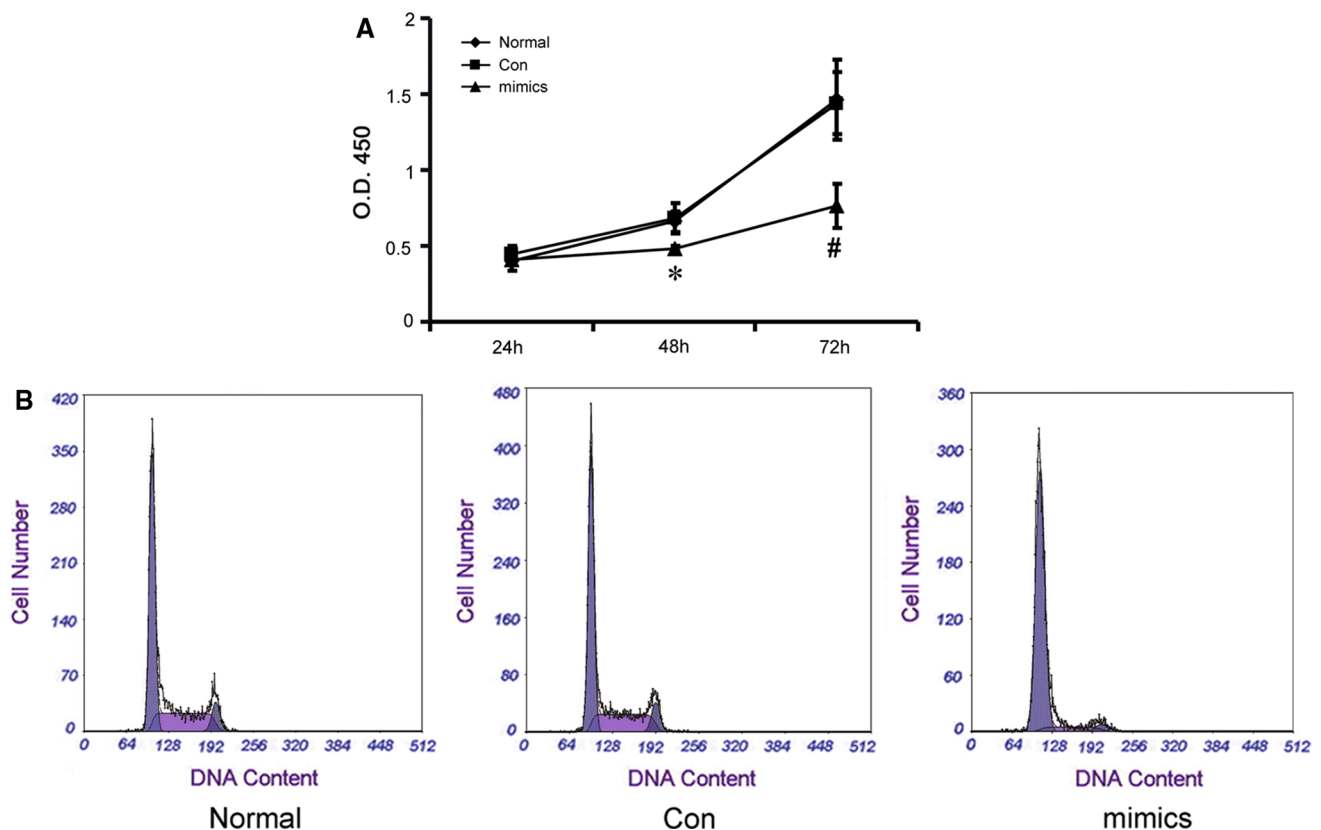 A
2
1.5
1
0.5
0
O.D. 450
Normal
Con
mimics
*
#
24h 48h 72h
B
420
350
280
210
140
70
0
Cell Number
0 64 128 192 256 320 384 448 512
DNA Content
Normal
480
400
320
240
160
80
0
Cell Number
0 64 128 192 256 320 384 448 512
DNA Content
Con
360
300
240
180
120
60
0
Cell Number
0 64 128 192 256 320 384 448 512
DNA Content
mimics